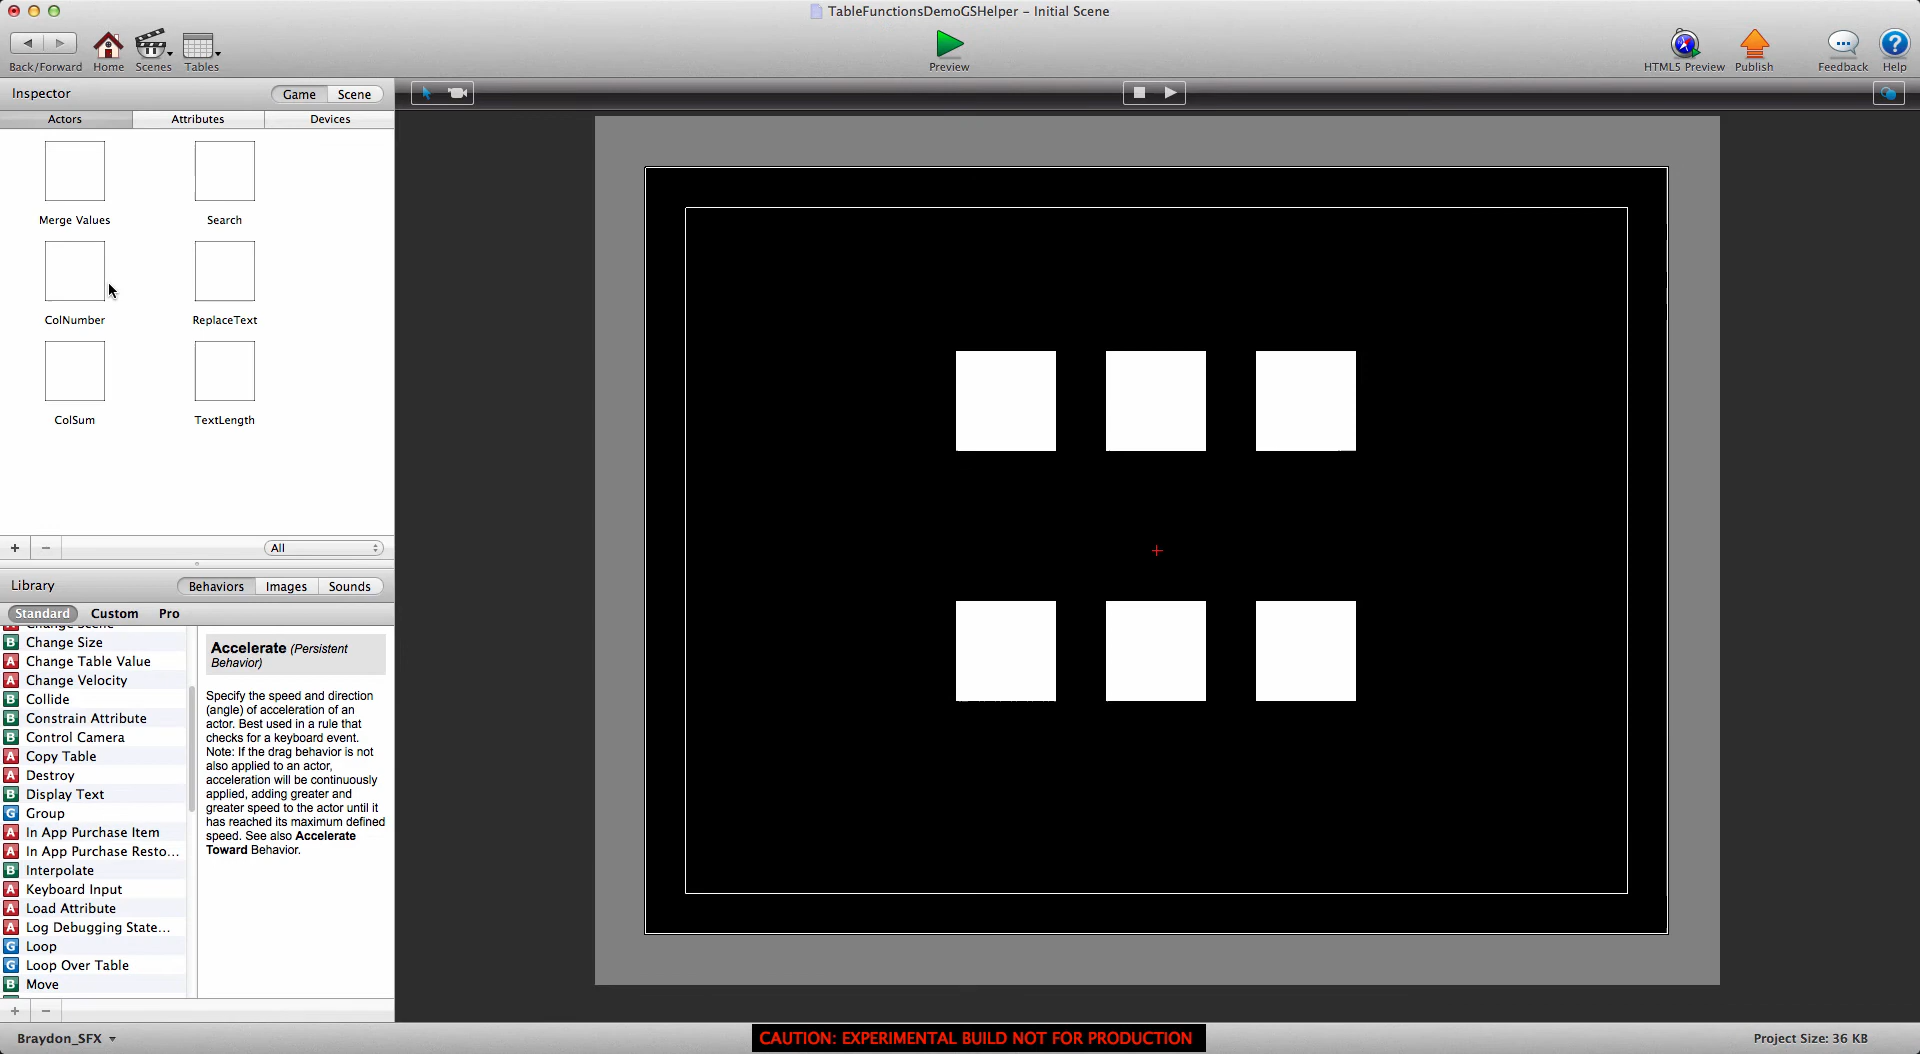 TableFunctionsDemoGSHelper – Initial Scene
Back/Forward
Home
Scenes
Tables
Preview
HTML5 Preview
Publish
Feedback
Help
Inspector
Game
Scene
Actors
Attributes
Devices
Merge Values
Search
ColNumber
ReplaceText
ColSum
TextLength
All
Library
Behaviors
Images
Sounds
Standard
Custom
Pro
Change Scene
Change Size
Change Table Value
Change Velocity
Collide
Constrain Attribute
Control Camera
Copy Table
Destroy
Display Text
Group
In App Purchase Item
In App Purchase Resto...
Interpolate
Keyboard Input
Load Attribute
Log Debugging State...
Loop
Loop Over Table
Move
Accelerate (Persistent
Behavior)
Specify the speed and direction
(angle) of acceleration of an
actor. Best used in a rule that
checks for a keyboard event.
Note: If the drag behavior is not
also applied to an actor,
acceleration will be continuously
applied, adding greater and
greater speed to the actor until it
has reached its maximum defined
speed. See also Accelerate
Toward Behavior.
Braydon_SFX
CAUTION: EXPERIMENTAL BUILD NOT FOR PRODUCTION
Project Size: 36 KB